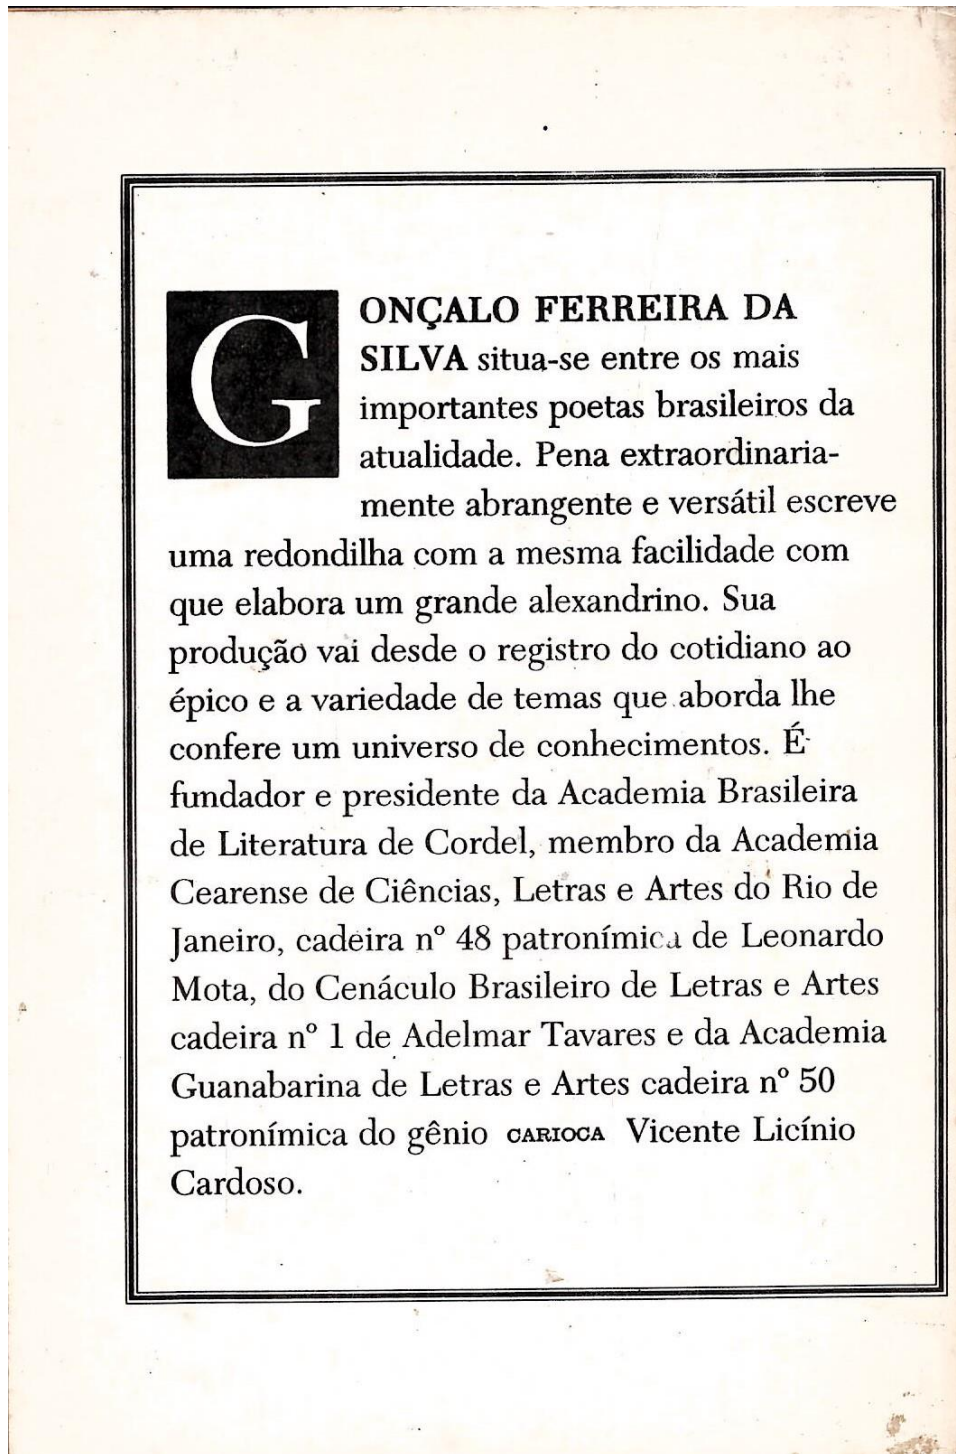 GONÇALO FERREIRA DA
SILVA situa-se entre os mais
importantes poetas brasileiros da
atualidade. Pena extraordinaria-
mente abrangente e versátil escreve
uma redondilha com a mesma facilidade com
que elabora um grande alexandrino. Sua
produção vai desde o registro do cotidiano ao
épico e a variedade de temas que aborda lhe
confere um universo de conhecimentos. É
fundador e presidente da Academia Brasileira
de Literatura de Cordel, membro da Academia
Cearense de Ciências, Letras e Artes do Rio de
Janeiro, cadeira nº 48 patronímica de Leonardo
Mota, do Cenáculo Brasileiro de Letras e Artes
cadeira nº 1 de Adelmar Tavares e da Academia
Guanabarina de Letras e Artes cadeira nº 50
patronímica do gênio CARIOCA Vicente Licínio
Cardoso.